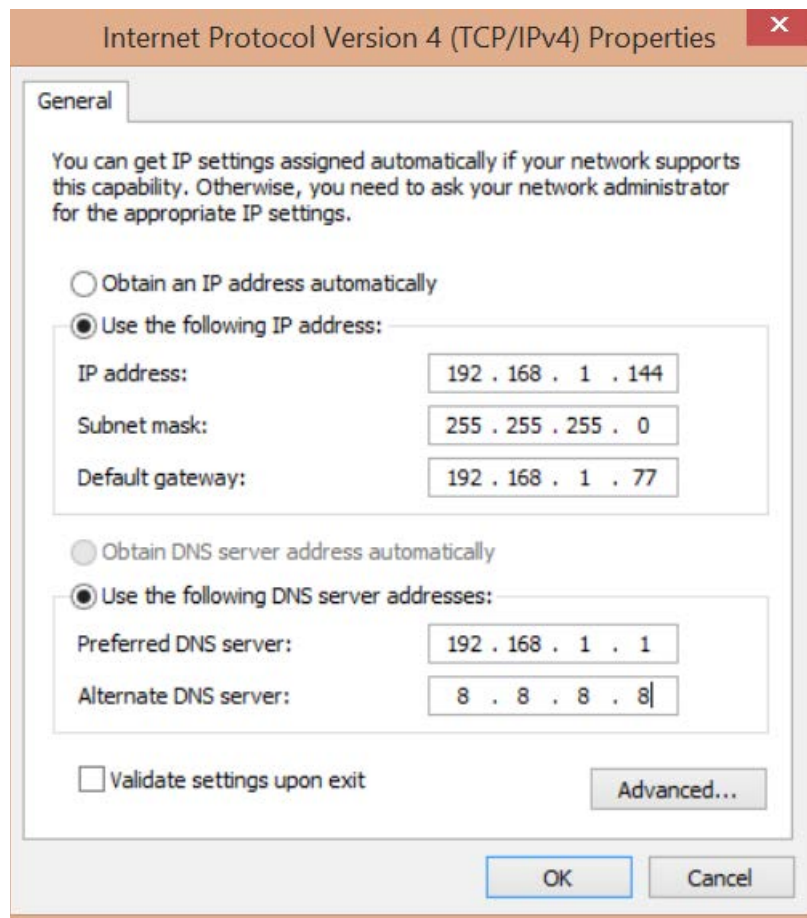 Internet Protocol Version 4 (TCP/IPv4) Properties
General
You can get IP settings assigned automatically if your network supports
this capability. Otherwise, you need to ask your network administrator
for the appropriate IP settings.
Obtain an IP address automatically
Use the following IP address:
IP address: 192 . 168 . 1 . 144
Subnet mask: 255 . 255 . 255 . 0
Default gateway: 192 . 168 . 1 . 77
Obtain DNS server address automatically
Use the following DNS server addresses:
Preferred DNS server: 192 . 168 . 1 . 1
Alternate DNS server: 8 . 8 . 8 . 8
Validate settings upon exit
Advanced...
OK Cancel